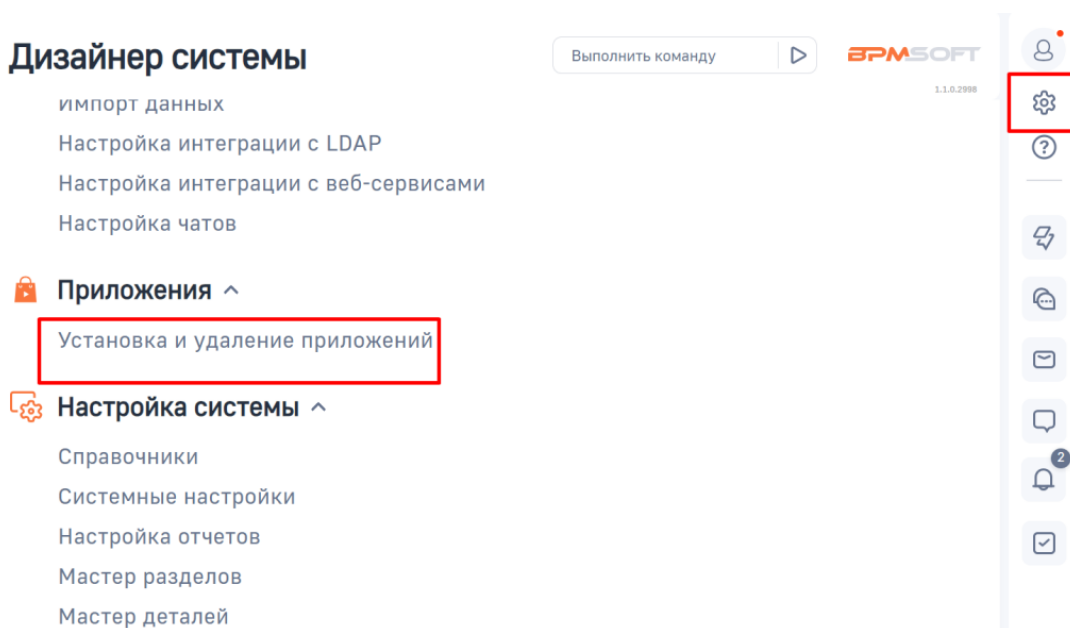 Дизайнер системы
Выполнить команду
BPMSOFT
1.1.0.2998
импорт данных
Настройка интеграции с LDAP
Настройка интеграции с веб-сервисами
Настройка чатов
Приложения
Установка и удаление приложений
Настройка системы
Справочники
Системные настройки
Настройка отчетов
Мастер разделов
Мастер деталей
2